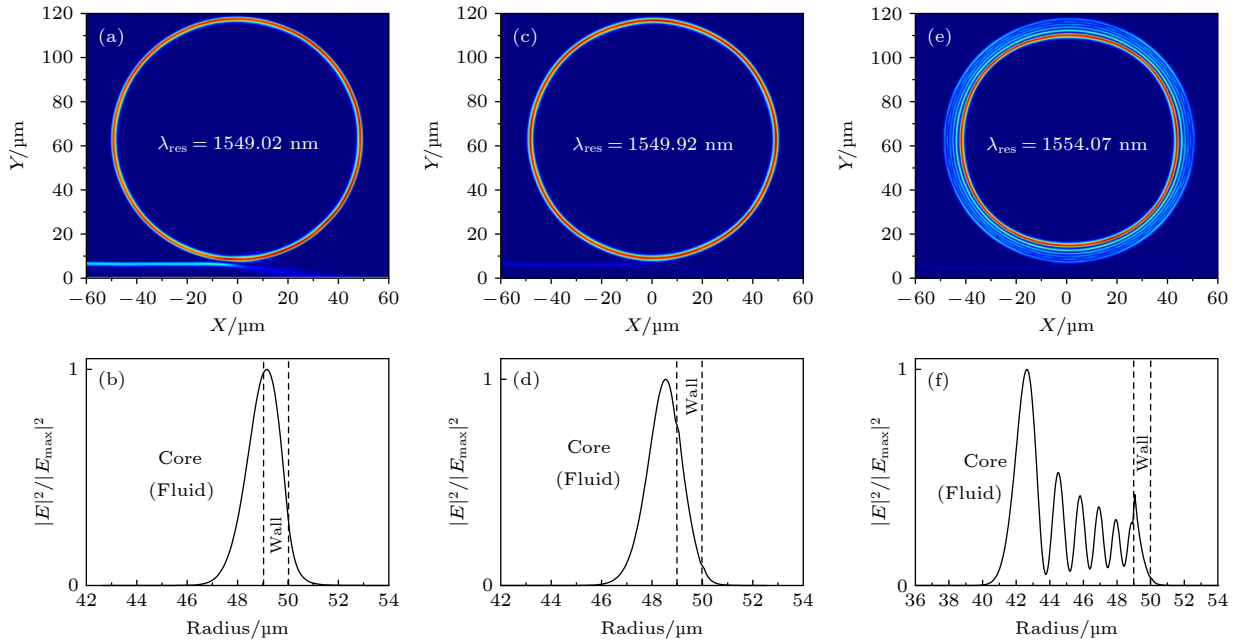 (a)
λres = 1549.02 nm
120
100
80
60
40
20
0
Y/µm
−60 −40 −20 0 20 40 60
X/µm
(c)
λres = 1549.92 nm
120
100
80
60
40
20
0
Y/µm
−60 −40 −20 0 20 40 60
X/µm
(e)
λres = 1554.07 nm
120
100
80
60
40
20
0
Y/µm
−60 −40 −20 0 20 40 60
X/µm
(b)
Core
(Fluid)
Wall
1
0
|E|²/|Emax|²
42 44 46 48 50 52 54
Radius/µm
(d)
Core
(Fluid)
Wall
1
0
|E|²/|Emax|²
42 44 46 48 50 52 54
Radius/µm
(f)
Core
(Fluid)
Wall
1
0
|E|²/|Emax|²
36 38 40 42 44 46 48 50 52 54
Radius/µm